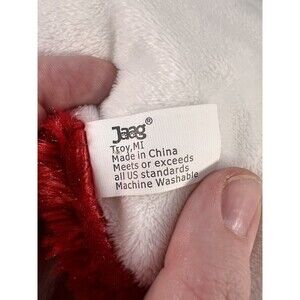 Jaag®
Troy,MI
Made in China
Meets or exceeds
all US standards
Machine Washable